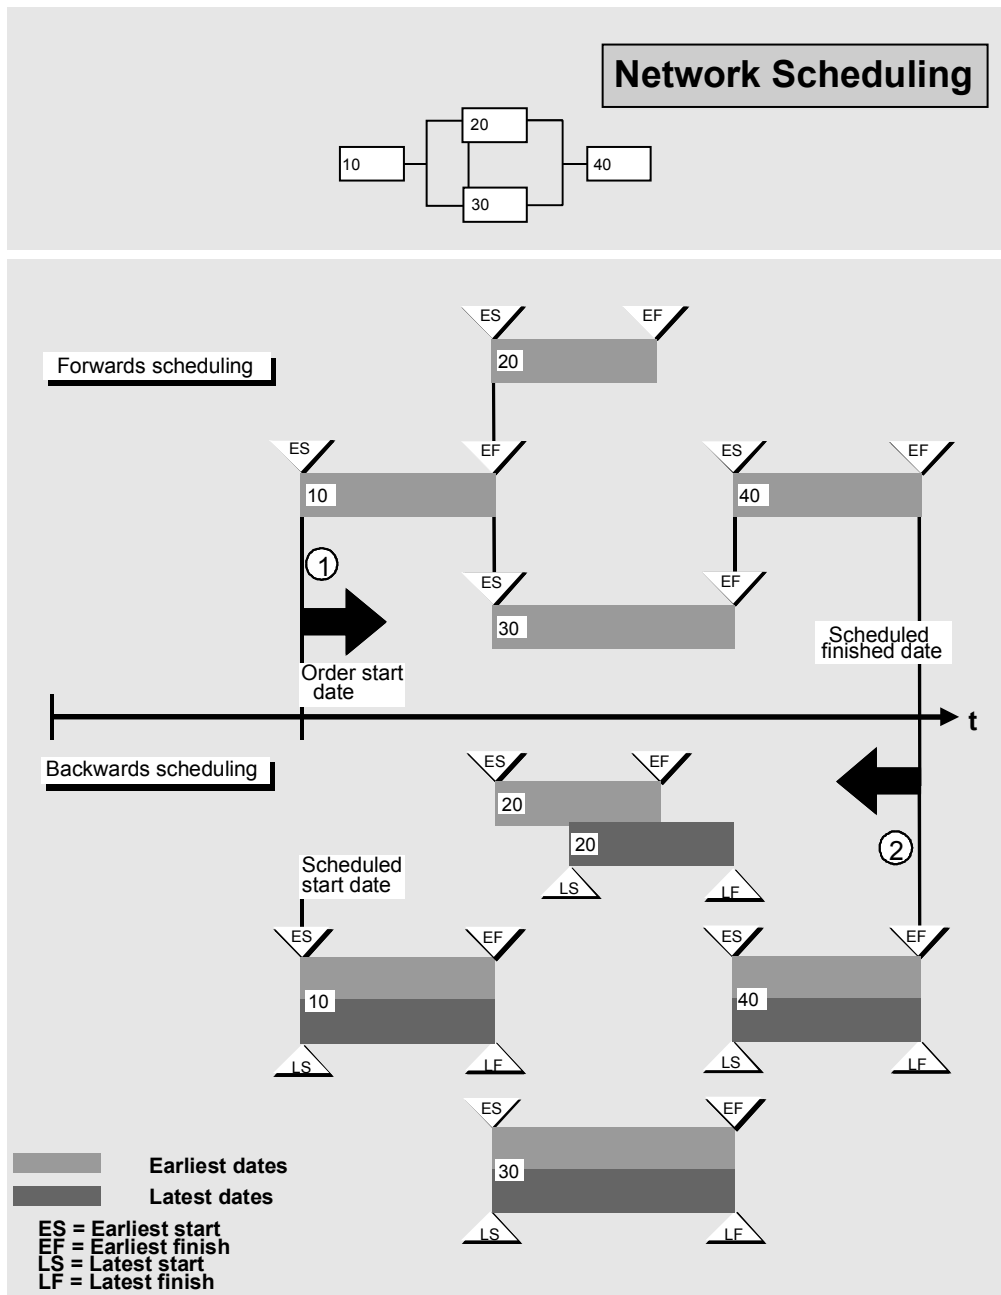 Network Scheduling
20
10
40
30
ES
EF
Forwards scheduling
20
ES
EF
ES
EF
10
40
1
ES
EF
30
Scheduled
finished date
Order start
date
t
Backwards scheduling
ES
EF
20
20
2
LS
LF
Scheduled
start date
ES
EF
ES
EF
10
40
LS
LF
LS
LF
ES
EF
30
LS
LF
Earliest dates
Latest dates
ES = Earliest start
EF = Earliest finish
LS = Latest start
LF = Latest finish